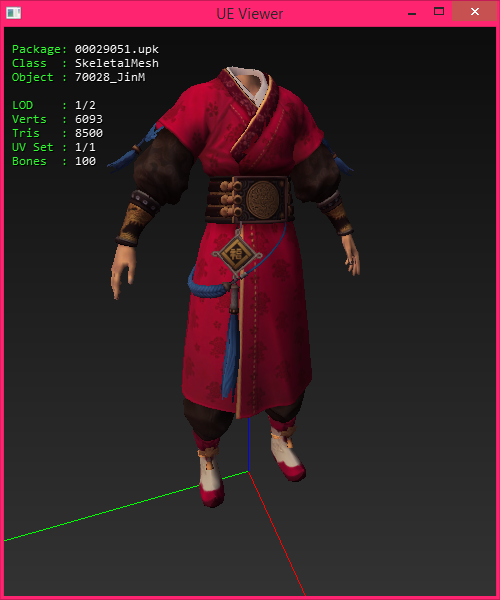 UE Viewer
Package: 00029051.upk
Class : SkeletalMesh
Object : 70028_JinM
LOD : 1/2
Verts : 6093
Tris : 8500
UV Set : 1/1
Bones : 100